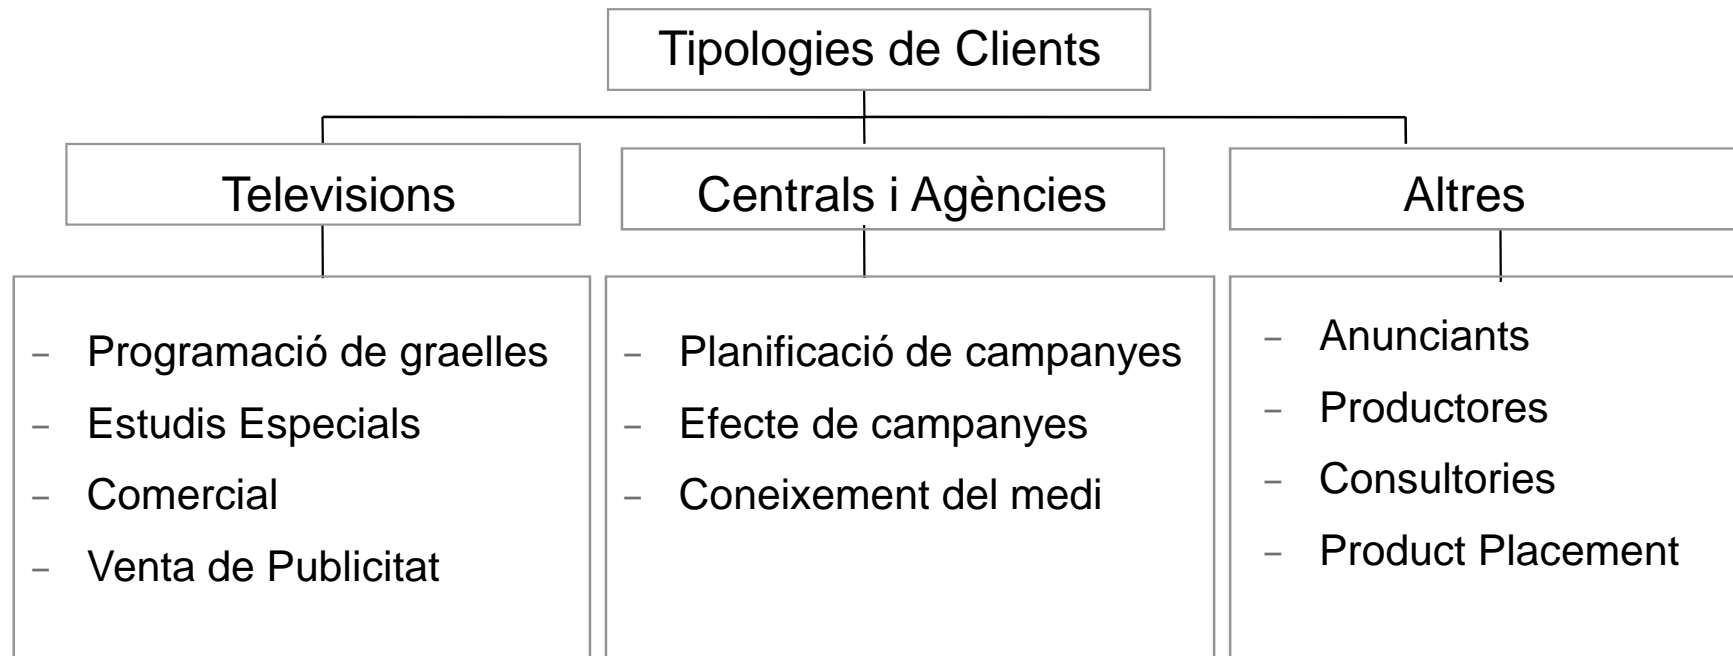 Tipologies de Clients
Televisions
Centrals i Agències
Altres
– Programació de graelles
– Estudis Especials
– Comercial
– Venta de Publicitat
– Planificació de campanyes
– Efecte de campanyes
– Coneixement del medi
– Anunciants
– Productores
– Consultories
– Product Placement